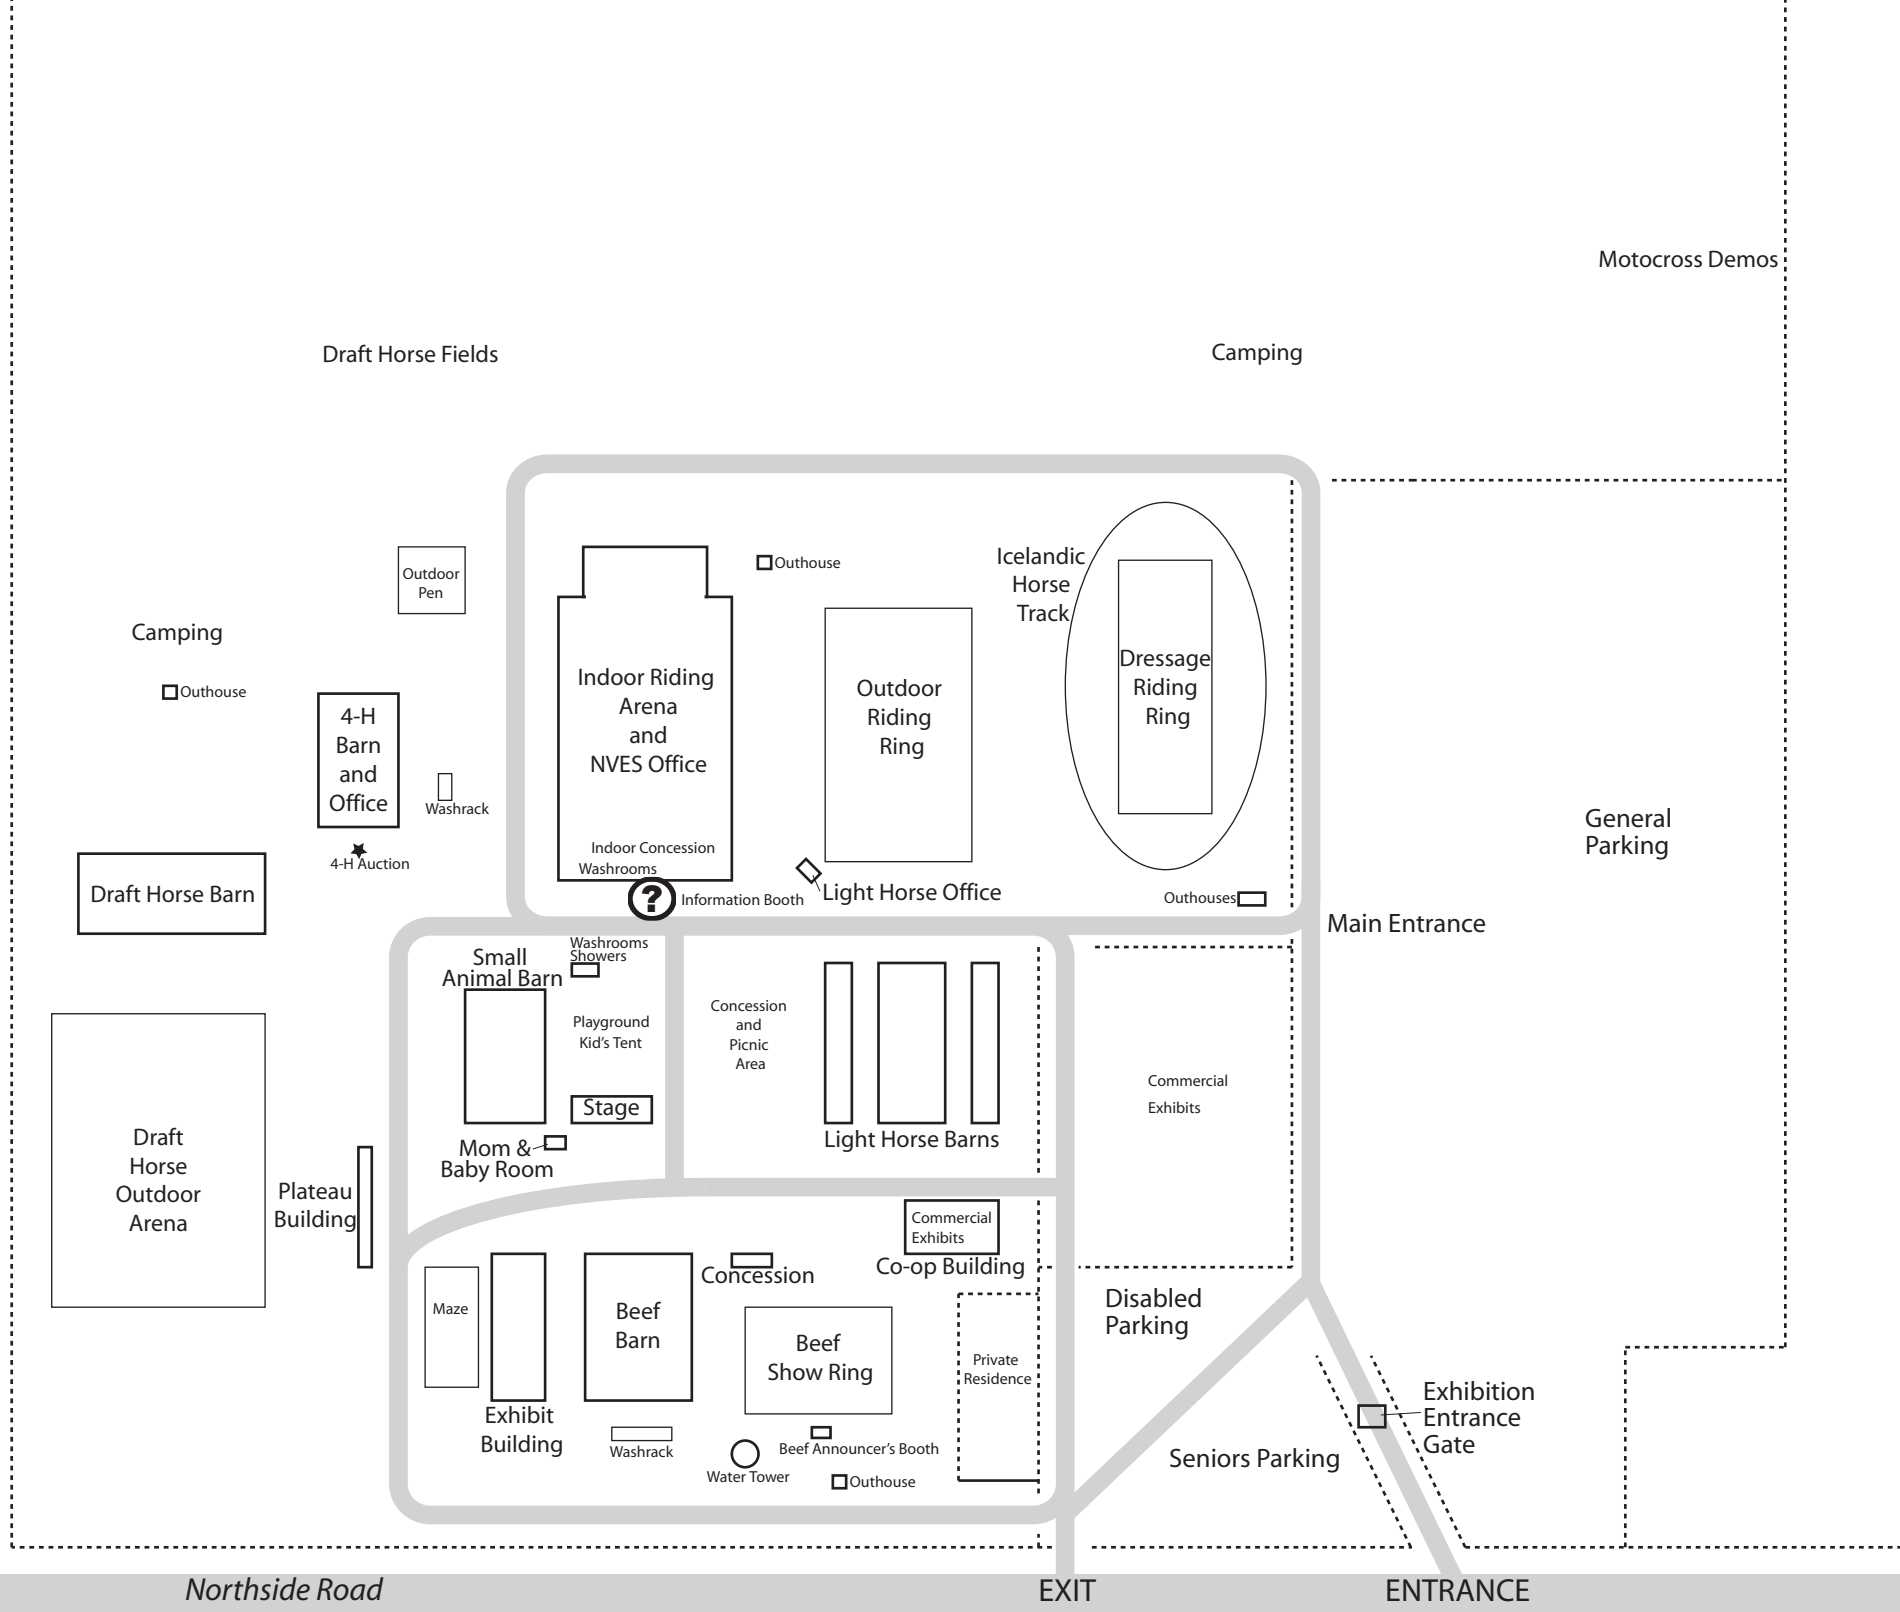 Motocross Demos
Draft Horse Fields
Camping
Icelandic
Horse
Track
Outhouse
Outdoor
Pen
Camping
Outhouse
Indoor Riding
Arena
and
NVES Office
Outdoor
Riding
Ring
Dressage
Riding
Ring
4-H
Barn
and
Office
Washrack
General
Parking
Indoor Concession
Washrooms
4-H Auction
Draft Horse Barn
?
Information Booth
Light Horse Office
Outhouses
Main Entrance
Washrooms
Showers
Small
Animal Barn
Playground
Kid's Tent
Concession
and
Picnic
Area
Stage
Mom &
Baby Room
Light Horse Barns
Commercial
Exhibits
Draft
Horse
Outdoor
Arena
Plateau
Building
Commercial
Exhibits
Co-op Building
Concession
Maze
Beef
Barn
Beef
Show Ring
Disabled
Parking
Private
Residence
Exhibit
Building
Washrack
Water Tower
Beef Announcer's Booth
Outhouse
Exhibition
Entrance
Gate
Seniors Parking
Northside Road
EXIT
ENTRANCE